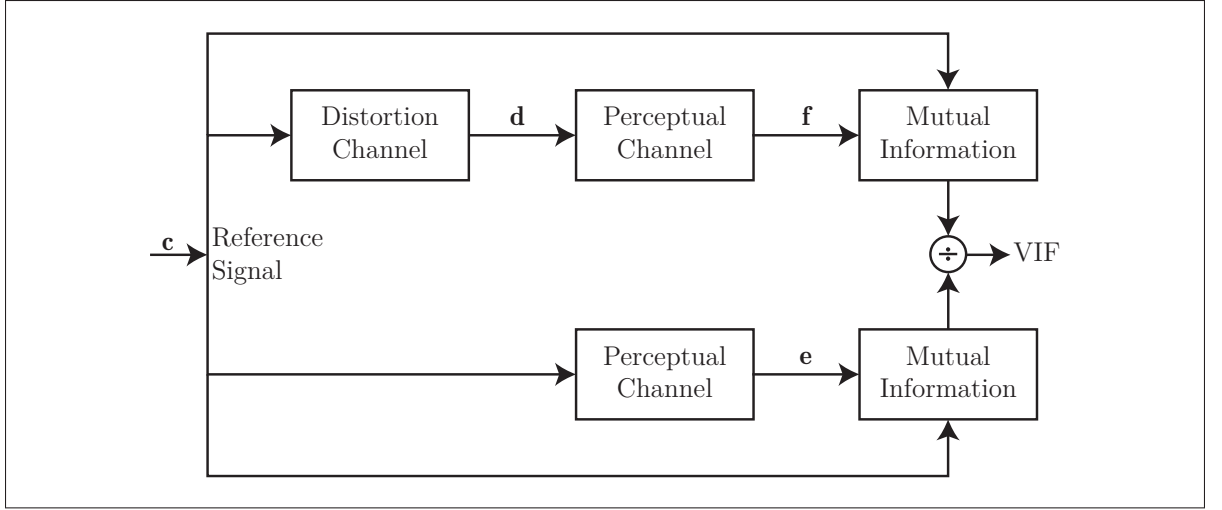 Distortion
Channel
d
Perceptual
Channel
f
Mutual
Information
c
Reference
Signal
÷
VIF
Perceptual
Channel
e
Mutual
Information